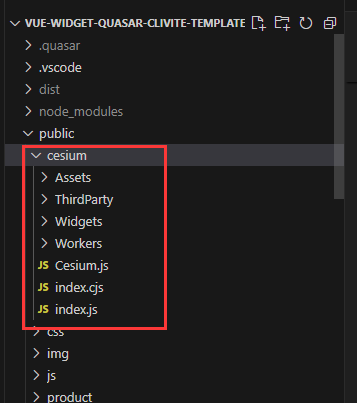 VUE-WIDGET-QUASAR-CLIVITE-TEMPLATE
.quasar
.vscode
dist
node_modules
public
cesium
Assets
ThirdParty
Widgets
Workers
JS Cesium.js
JS index.cjs
JS index.js
css
img
js
product